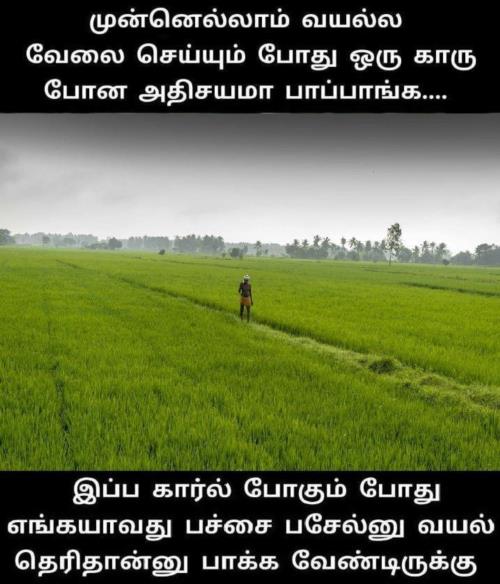 முன்னெல்லாம் வயல்ல
வேலை செய்யும் போது ஒரு காரு
போன அதிசயமா பாப்பாங்க....
இப்ப கார்ல போகும் போது
எங்கயாவது பச்சை பசேல்னு வயல்
தெரிதான்னு பாக்க வேண்டிருக்கு